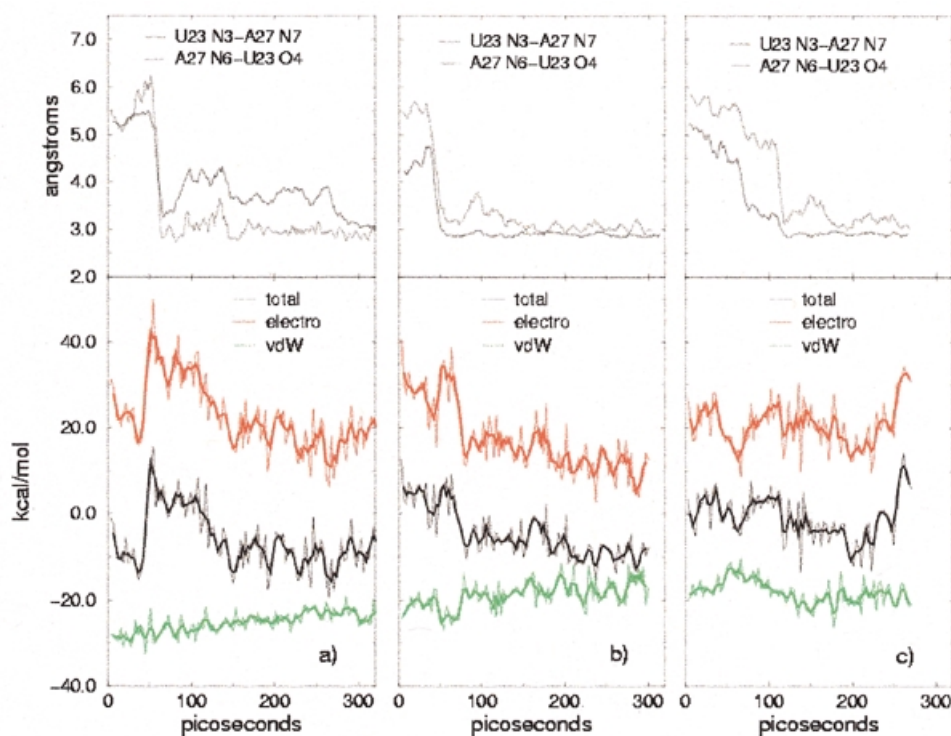 7.0
6.0
5.0
4.0
3.0
2.0
angstroms
U23 N3-A27 N7
A27 N6-U23 O4
U23 N3-A27 N7
A27 N6-U23 O4
U23 N3-A27 N7
A27 N6-U23 O4
40.0
20.0
0.0
-20.0
-40.0
kcal/mol
total
electro
vdW
total
electro
vdW
total
electro
vdW
a)
b)
c)
0 100 200 300
0 100 200 300
0 100 200 300
picoseconds
picoseconds
picoseconds